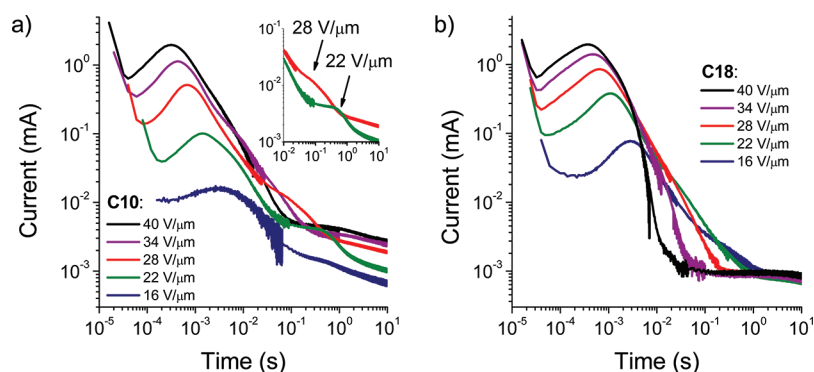 a)
Current (mA)
10^0
10^-1
10^-2
10^-3
10^-5
10^-4
10^-3
10^-2
10^-1
10^0
10^1
Time (s)
C10:
40 V/μm
34 V/μm
28 V/μm
22 V/μm
16 V/μm
28 V/μm
22 V/μm
10^-1
10^-2
10^-3
10^-2
10^-1
10^0
10^1
b)
Current (mA)
10^0
10^-1
10^-2
10^-3
10^-5
10^-4
10^-3
10^-2
10^-1
10^0
10^1
Time (s)
C18:
40 V/μm
34 V/μm
28 V/μm
22 V/μm
16 V/μm